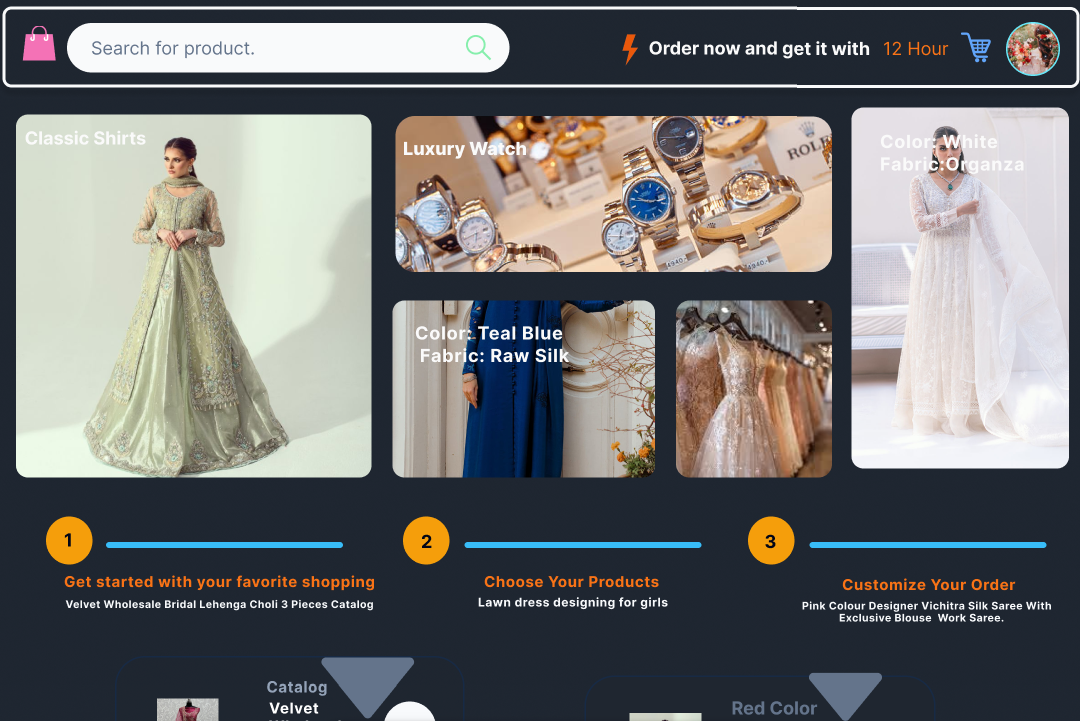 Search for product.
Order now and get it with 12 Hour
Classic Shirts
Luxury Watch
ROLEX
4940.-
4940.-
Color: White
Fabric:Organza
Color: Teal Blue
Fabric: Raw Silk
1
2
3
Get started with your favorite shopping
Velvet Wholesale Bridal Lehenga Choli 3 Pieces Catalog
Choose Your Products
Lawn dress designing for girls
Customize Your Order
Pink Colour Designer Vichitra Silk Saree With
Exclusive Blouse Work Saree.
Catalog
Velvet
Red Color